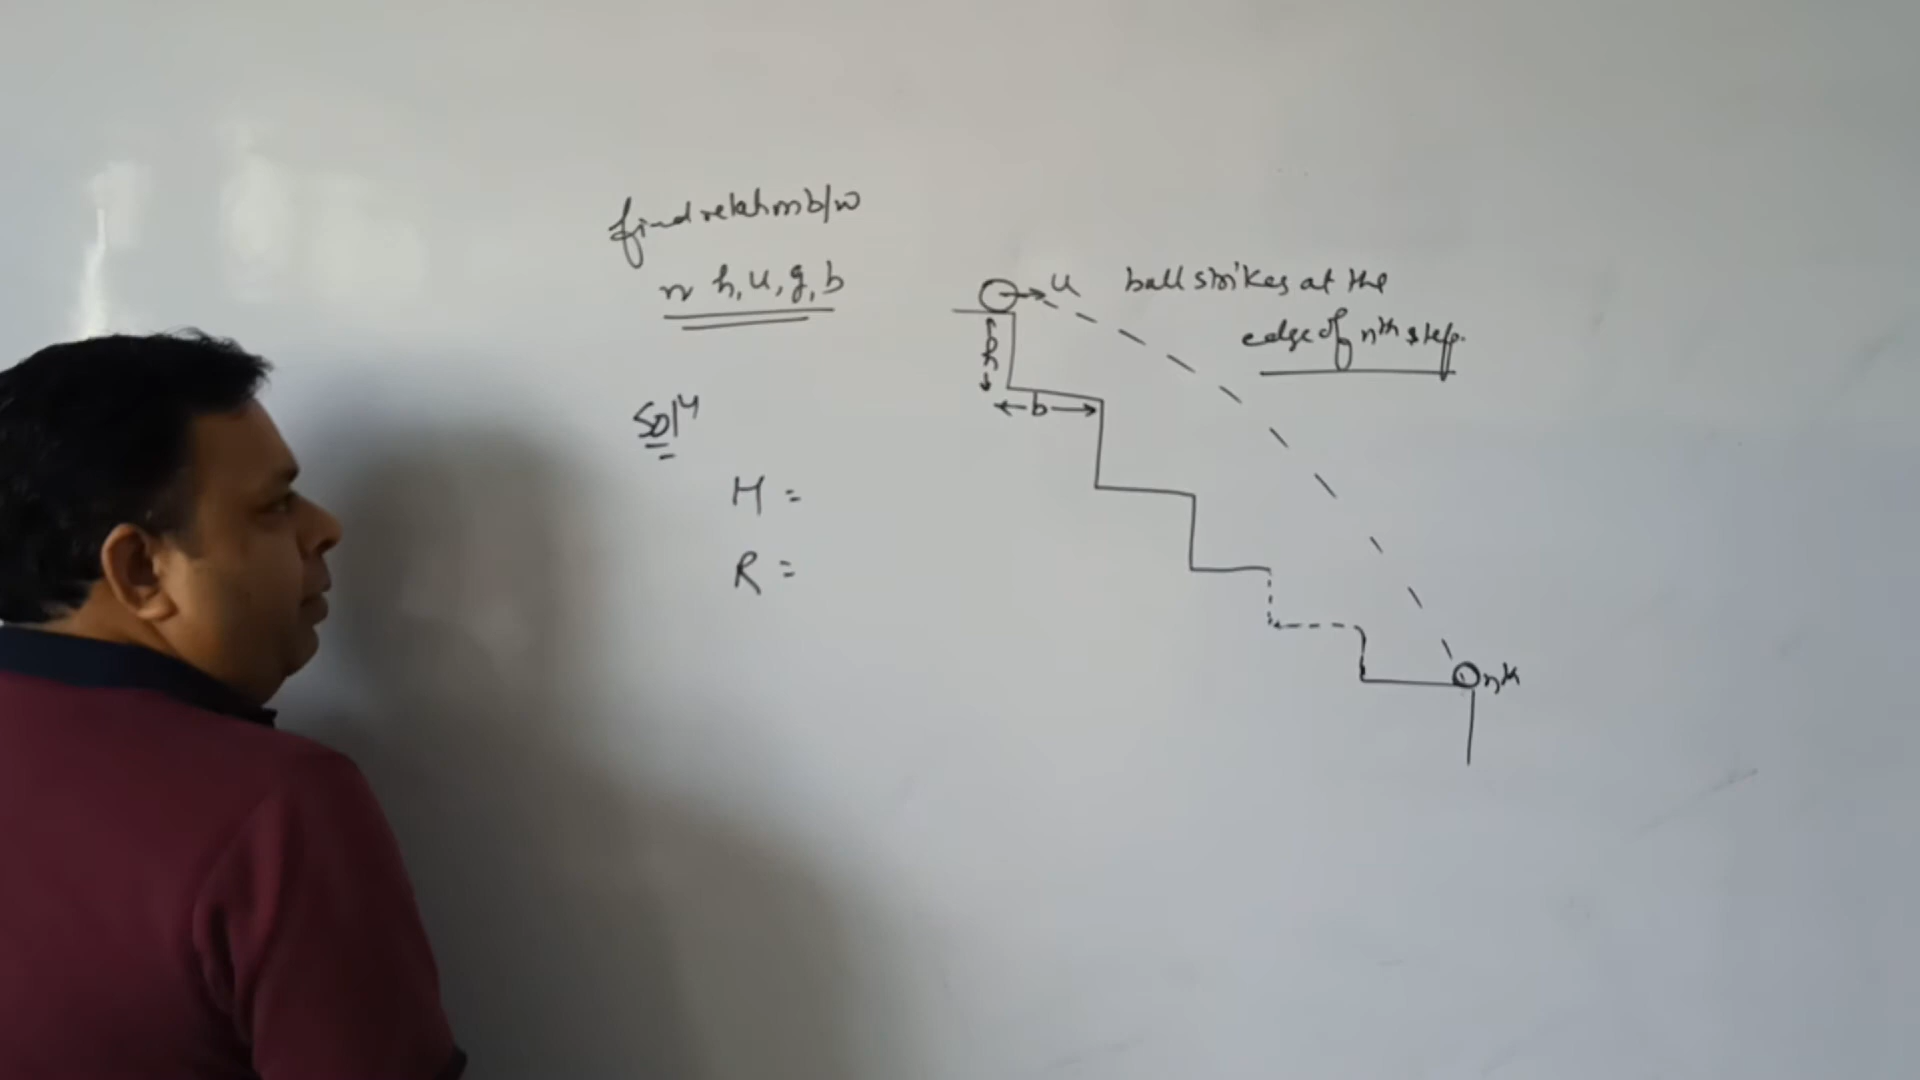 find relation b/w
n h, u, g, b
Solⁿ
H =
R =
u
ball strikes at the
edge of nᵗʰ step.
h
b
nth